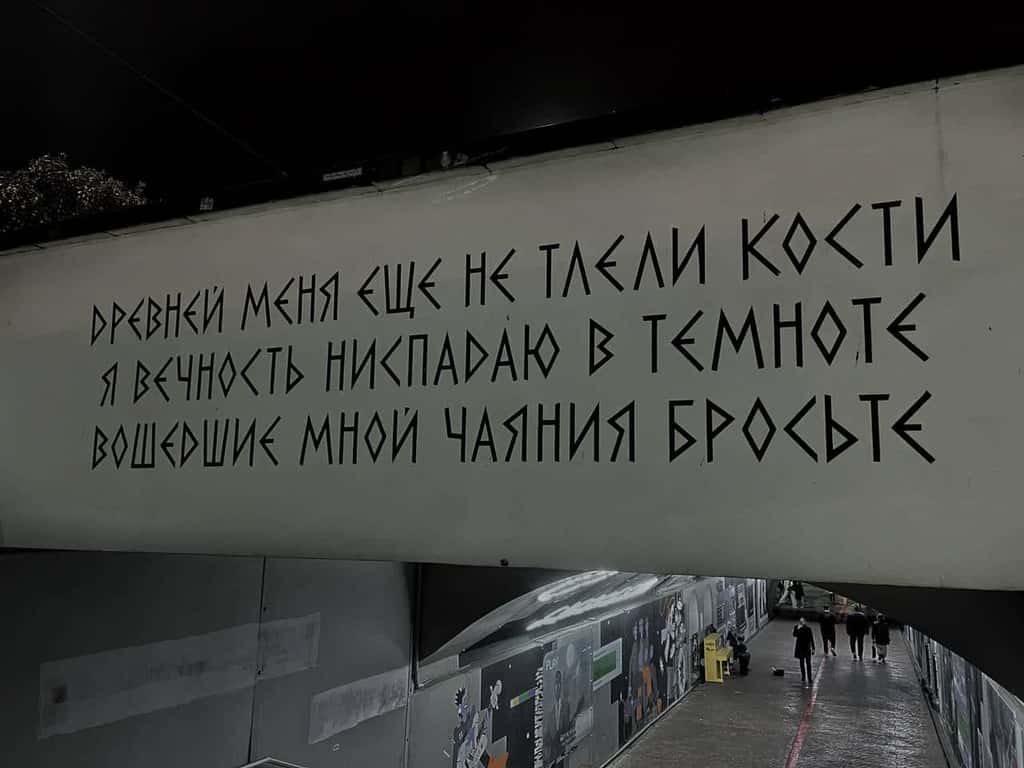 ДРЕВНЕЙ МЕНЯ ЕЩЕ НЕ ТЛЕЛИ КОСТИ
Я ВЕЧНОСТЬ НИСПАДАЮ В ТЕМНОТЕ
ВОШЕДШИЕ МНОЙ ЧАЯНИЯ БРОСЬТЕ